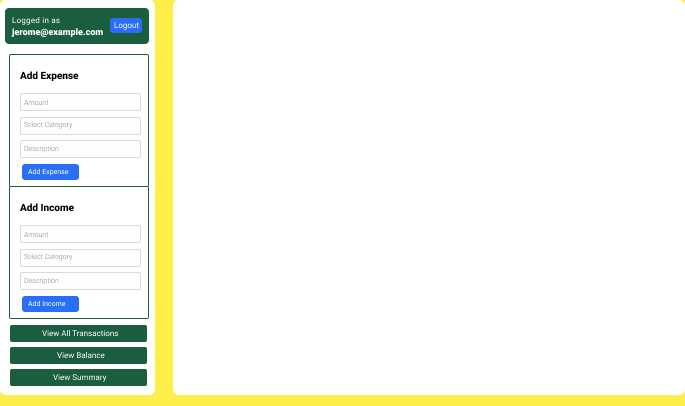 Logged in as
jerome@example.com
Logout
Add Expense
Amount
Select Category
Description
Add Expense
Add Income
Amount
Select Category
Description
Add Income
View All Transactions
View Balance
View Summary